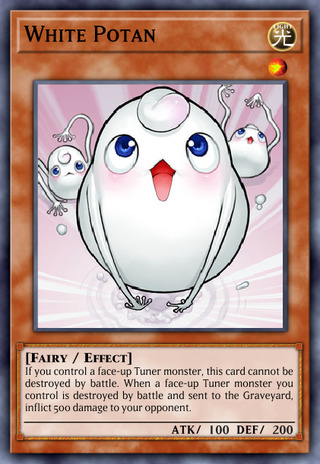 White Potan
LIGHT
光
[Fairy / Effect]
If you control a face-up Tuner monster, this card cannot be
destroyed by battle. When a face-up Tuner monster you
control is destroyed by battle and sent to the Graveyard,
inflict 500 damage to your opponent.
ATK/ 100 DEF/ 200